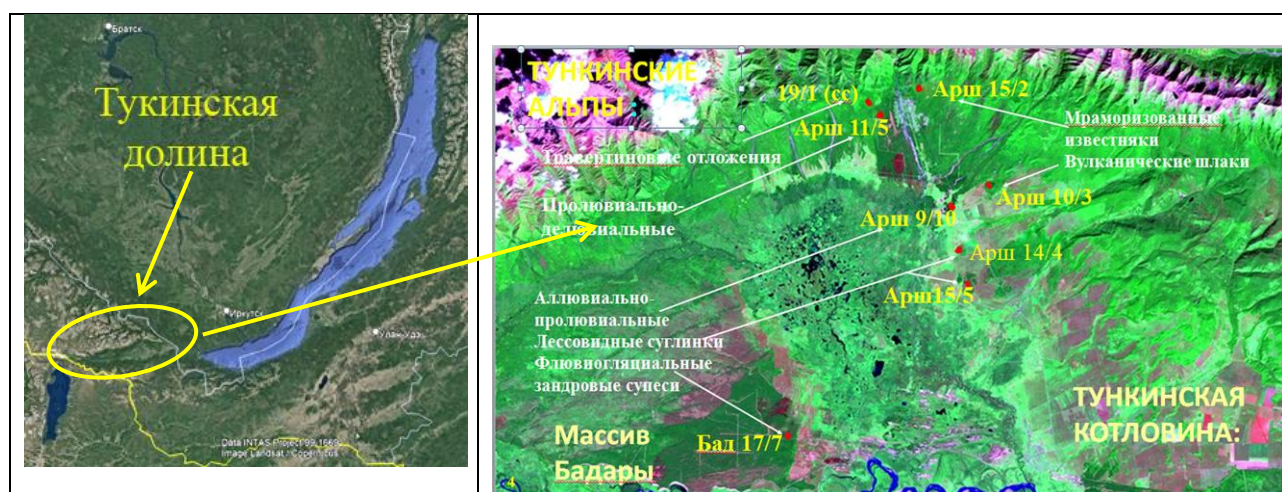 Братск
Тукинская
долина
Иркутск
Улан-Удэ
Data INTAS Project 99-1669
Image Landsat / Copernicus
ТУНКИНСКИЕ
АЛЬПЫ
19/1 (сс)
Арш 15/2
Арш 11/5
Мраморизованные
известняки
Вулканические шлаки
Травертиновые отложения
Арш 10/3
Пролювиально-
делювиальные
Арш 9/10
Арш 14/4
Арш15/5
Аллювиально-
пролювиальные
Лессовидные суглинки
Флювиогляциальные
зандровые супеси
ТУНКИНСКАЯ
КОТЛОВИНА:
Массив
Бадары
Бад 17/7
4